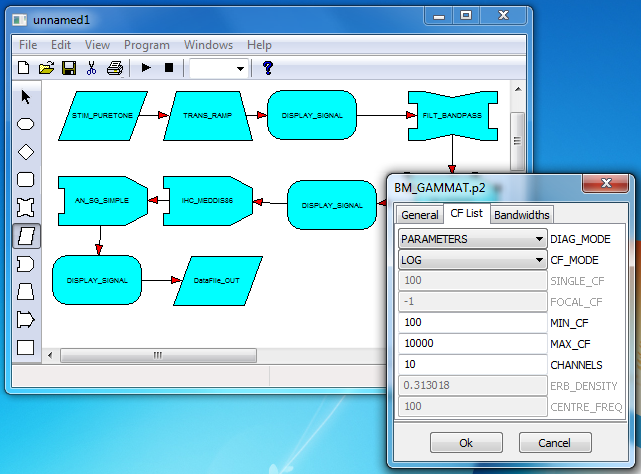 unnamed1
File Edit View Program Windows Help
STIM_PURETONE TRANS_RAMP DISPLAY_SIGNAL FILT_BANDPASS
AN_SG_SIMPLE IHC_MEDDIS86 DISPLAY_SIGNAL
DISPLAY_SIGNAL DataFile_OUT
BM_GAMMAT.p2
General CF List Bandwidths
PARAMETERS DIAG_MODE
LOG CF_MODE
100 SINGLE_CF
-1 FOCAL_CF
100 MIN_CF
10000 MAX_CF
10 CHANNELS
0.313018 ERB_DENSITY
100 CENTRE_FREQ
Ok Cancel